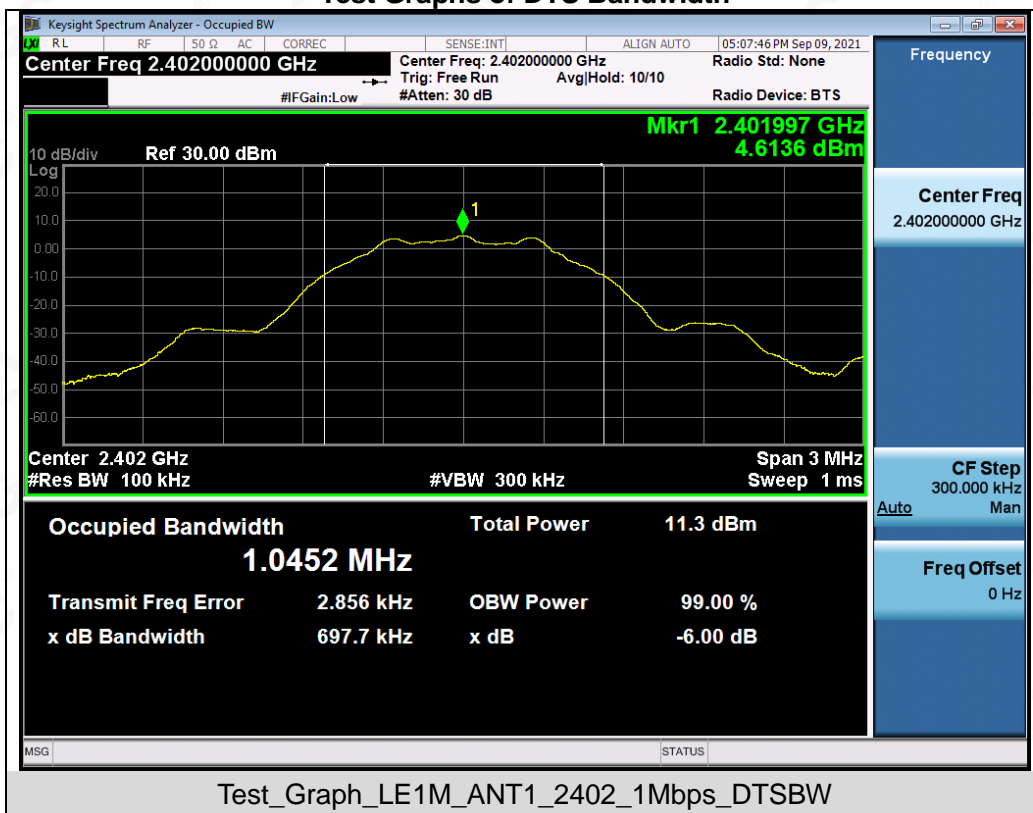 Test Graphs of DTS Bandwidth
Keysight Spectrum Analyzer - Occupied BW
LXI RL RF 50 Ω AC CORREC SENSE:INT ALIGN AUTO 05:07:46 PM Sep 09, 2021
Center Freq 2.402000000 GHz
Center Freq: 2.402000000 GHz
Radio Std: None
Trig: Free Run Avg|Hold: 10/10
#IFGain:Low
#Atten: 30 dB
Radio Device: BTS
Frequency
Mkr1 2.401997 GHz
4.6136 dBm
10 dB/div Ref 30.00 dBm
Log
20.0
10.0
0.00
-10.0
-20.0
-30.0
-40.0
-50.0
-60.0
1
Center 2.402 GHz Span 3 MHz
#Res BW 100 kHz #VBW 300 kHz Sweep 1 ms
Occupied Bandwidth Total Power 11.3 dBm
1.0452 MHz
Transmit Freq Error 2.856 kHz OBW Power 99.00 %
x dB Bandwidth 697.7 kHz x dB -6.00 dB
Center Freq
2.402000000 GHz
CF Step
300.000 kHz
Auto Man
Freq Offset
0 Hz
MSG STATUS
Test_Graph_LE1M_ANT1_2402_1Mbps_DTSBW